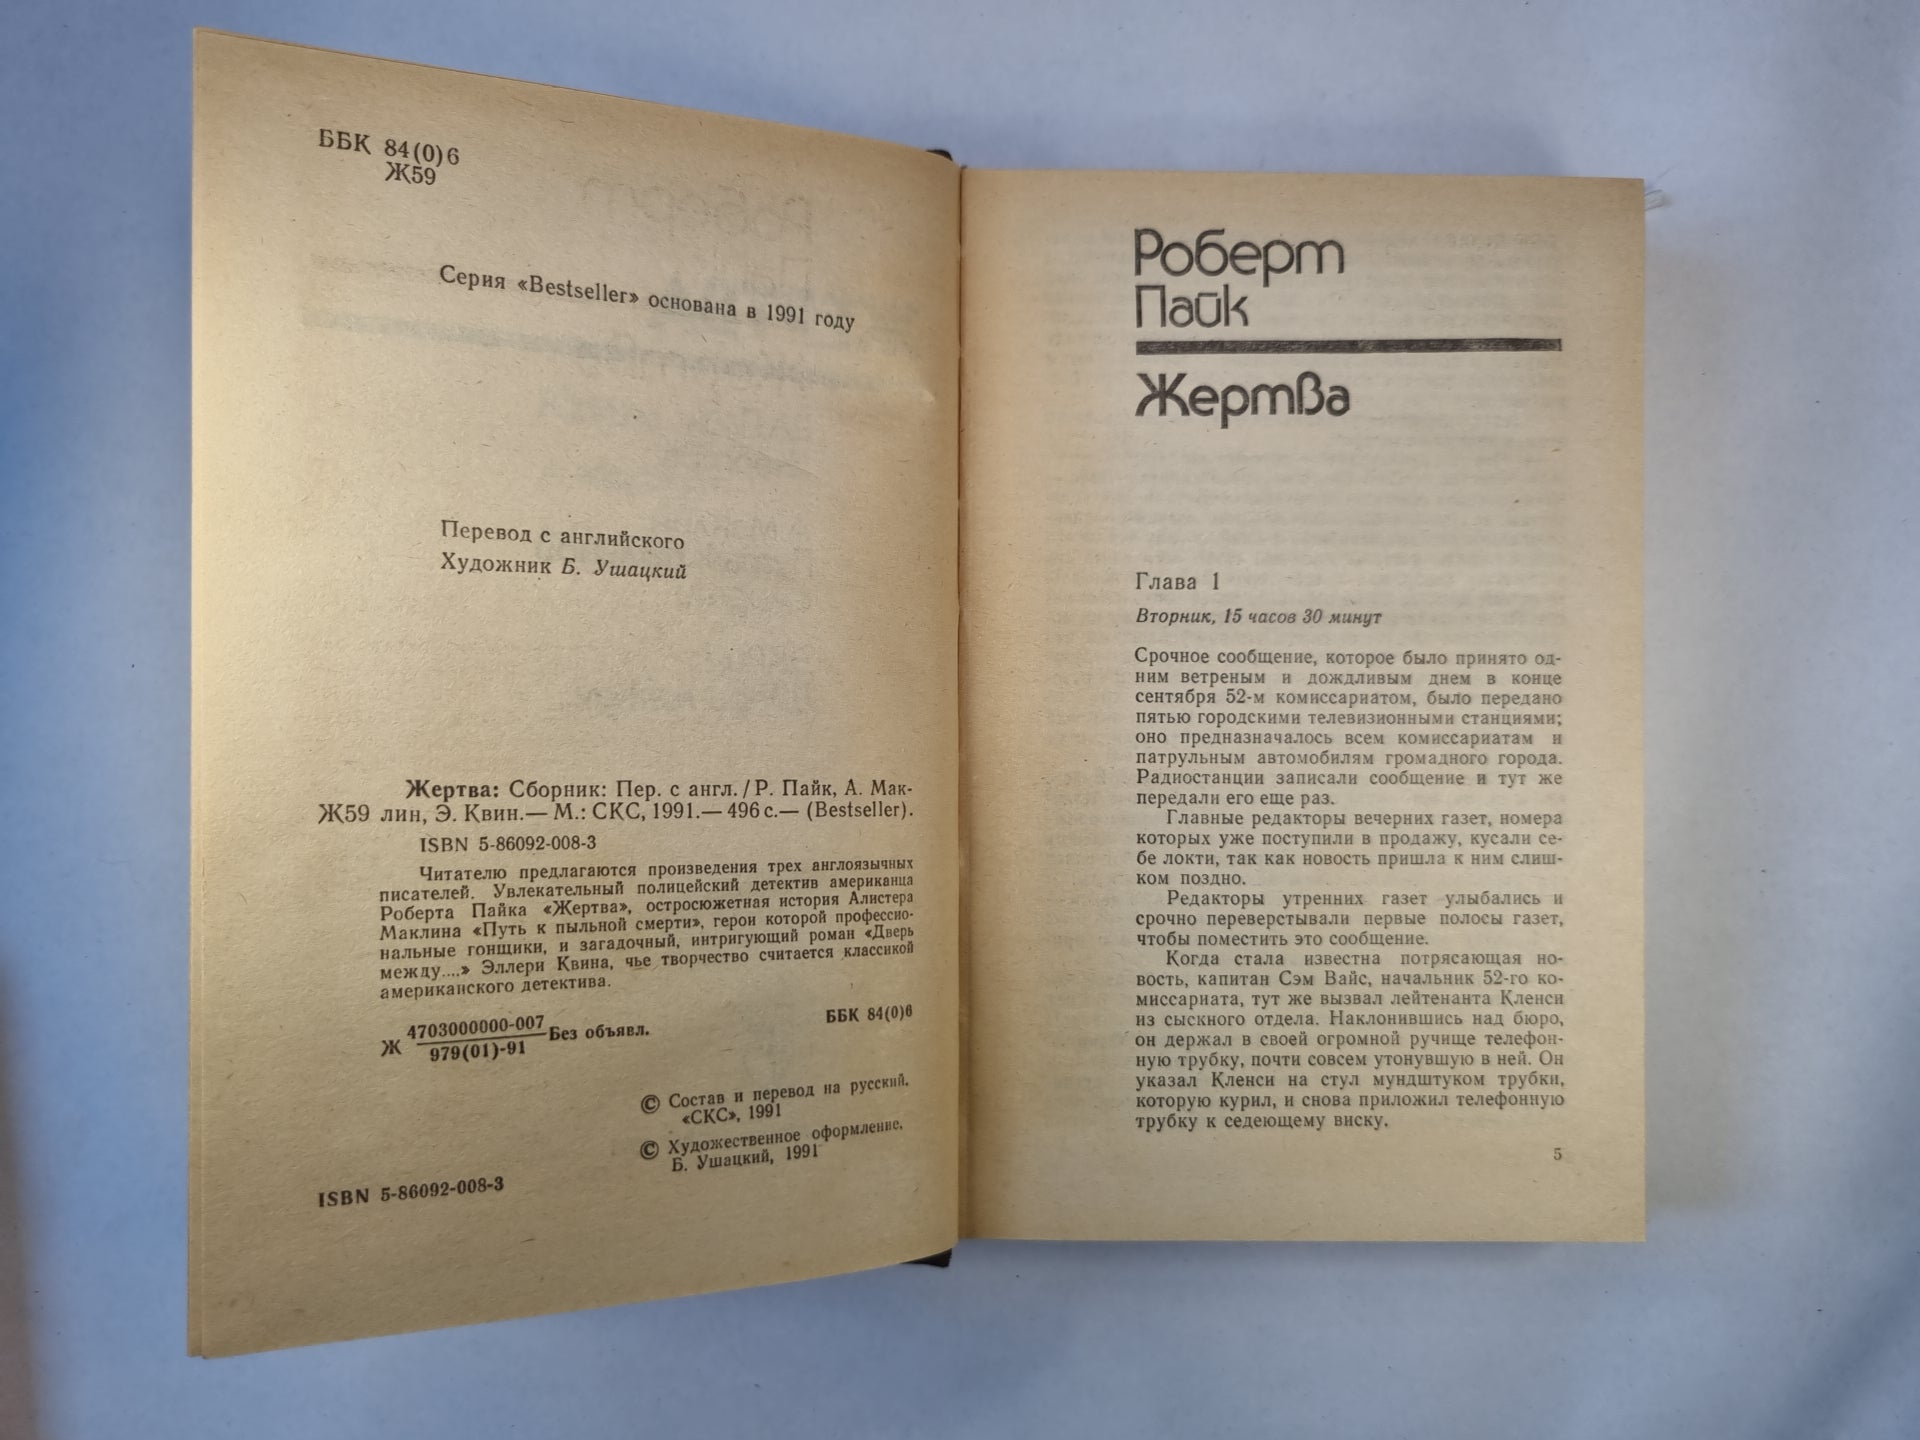 ББК 84(0)6
Ж59
Серия «Bestseller» основана в 1991 году
Перевод с английского
Художник Б. Ушацкий
Жертва: Сборник: Пер. с англ. / Р. Пайк, А. Мак-
Ж59 лин, Э. Квин.— М.: СКС, 1991.— 496 с.— (Bestseller).
ISBN 5-86092-008-3
Читателю предлагаются произведения трех англоязычных
писателей. Увлекательный полицейский детектив американца
Роберта Пайка «Жертва», остросюжетная история Алистера
Маклина «Путь к пыльной смерти», герои которой профессио-
нальные гонщики, и загадочный, интригующий роман «Дверь
между....» Эллери Квина, чье творчество считается классикой
американского детектива.
Ж 4703000000-007 Без объявл.
979(01)-91
ББК 84(0)6
© Состав и перевод на русский.
«СКС», 1991
© Художественное оформление.
Б. Ушацкий, 1991
ISBN 5-86092-008-3
Роберт
Пайк
Жертва
Глава 1
Вторник, 15 часов 30 минут
Срочное сообщение, которое было принято од-
ним ветреным и дождливым днем в конце
сентября 52-м комиссариатом, было передано
пятью городскими телевизионными станциями;
оно предназначалось всем комиссариатам и
патрульным автомобилям громадного города.
Радиостанции записали сообщение и тут же
передали его еще раз.
Главные редакторы вечерних газет, номера
которых уже поступили в продажу, кусали се-
бе локти, так как новость пришла к ним слиш-
ком поздно.
Редакторы утренних газет улыбались и
срочно переверстывали первые полосы газет,
чтобы поместить это сообщение.
Когда стала известна потрясающая но-
вость, капитан Сэм Вайс, начальник 52-го ко-
миссариата, тут же вызвал лейтенанта Кленси
из сыскного отдела. Наклонившись над бюро,
он держал в своей огромной ручище телефон-
ную трубку, почти совсем утонувшую в ней. Он
указал Кленси на стул мундштуком трубки,
которую курил, и снова приложил телефонную
трубку к седеющему виску.
5